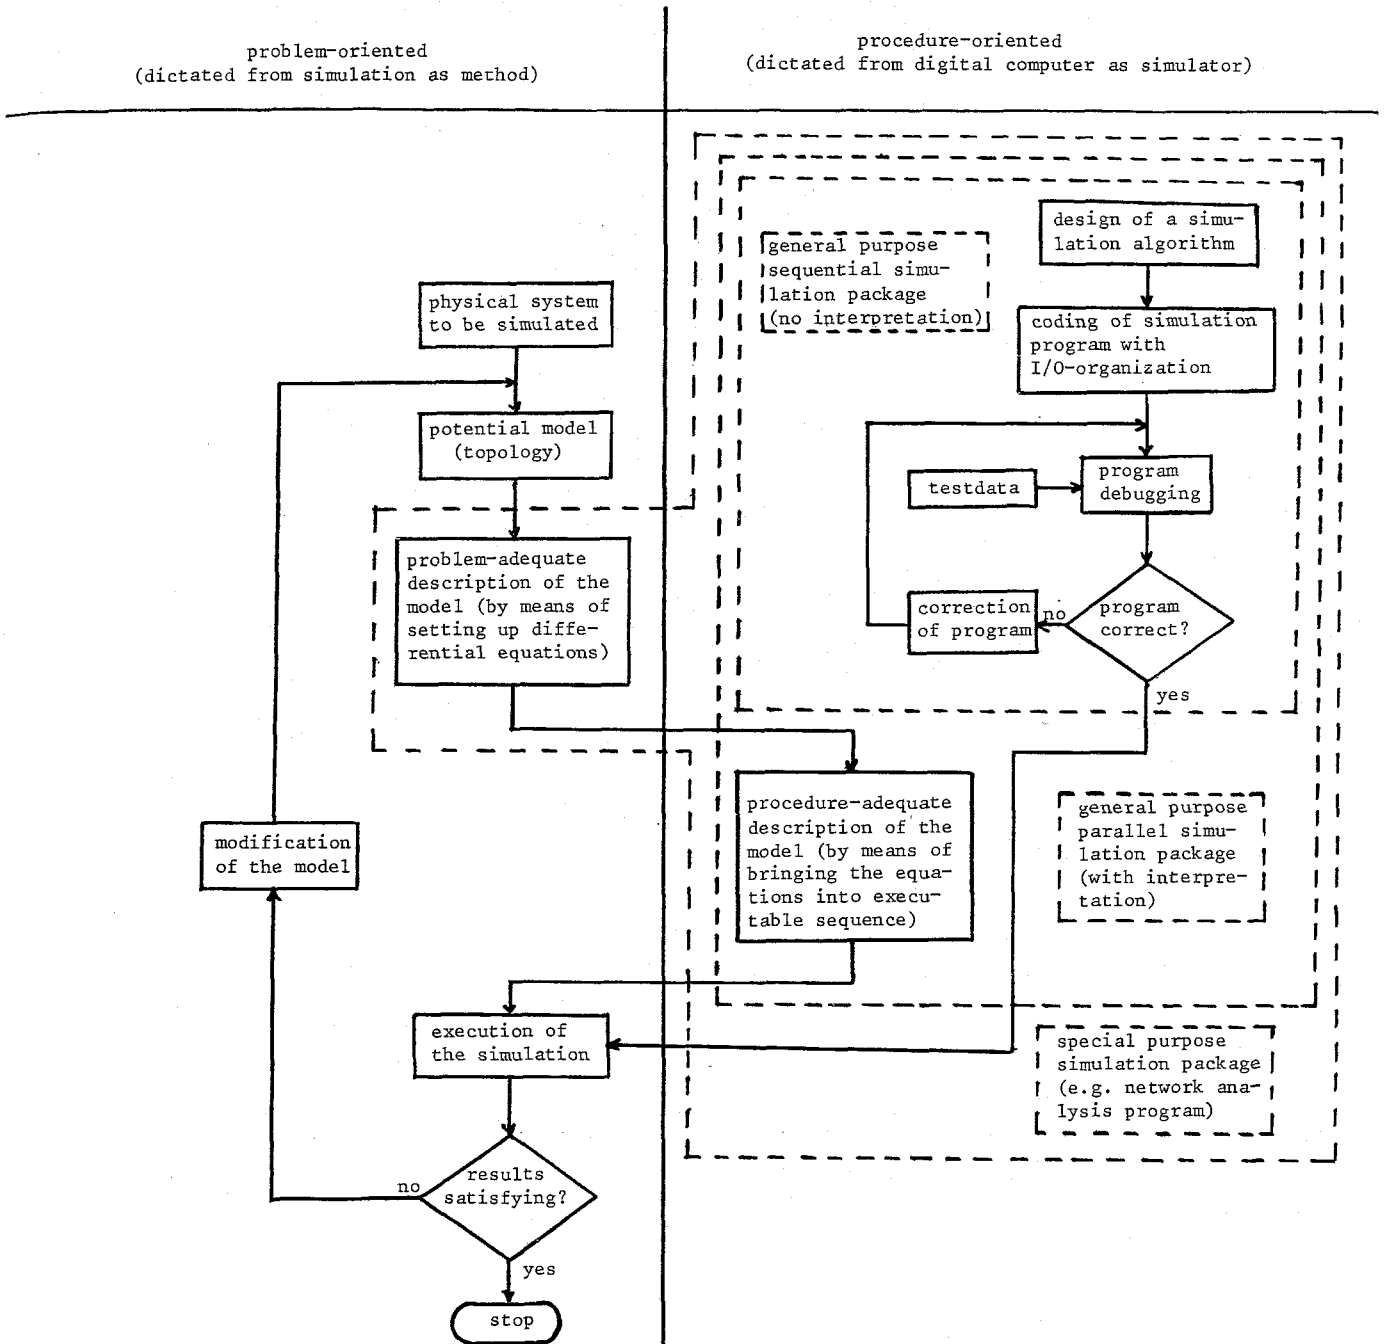 problem-oriented
(dictated from simulation as method)
procedure-oriented
(dictated from digital computer as simulator)
physical system
to be simulated
potential model
(topology)
problem-adequate
description of the
model (by means of
setting up diffe-
rential equations)
modification
of the model
execution of
the simulation
results
satisfying?
no
yes
stop
general purpose
sequential simu-
lation package
(no interpretation)
design of a simu-
lation algorithm
coding of simulation
program with
I/O-organization
testdata
program
debugging
correction
of program
no
program
correct?
yes
procedure-adequate
description of the
model (by means of
bringing the equa-
tions into execu-
table sequence)
general purpose
parallel simu-
lation package
(with interpre-
tation)
special purpose
simulation package
(e.g. network ana-
lysis program)